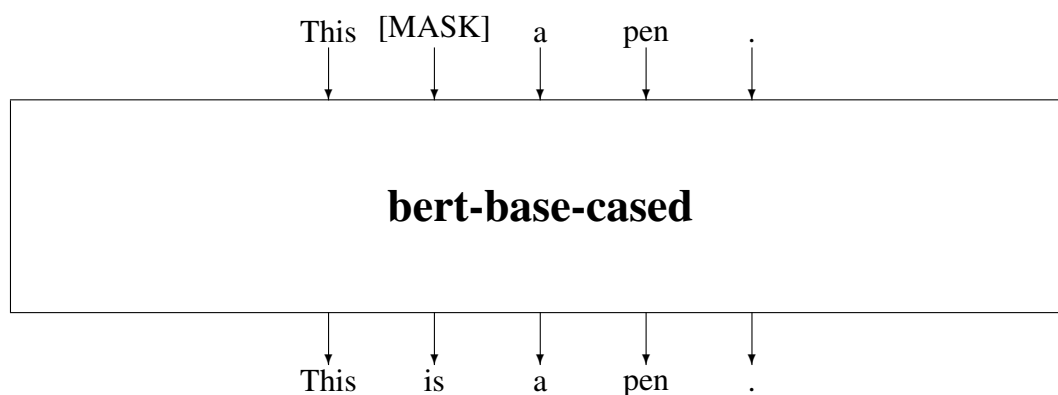 This [MASK] a pen .
bert-base-cased
This is a pen .